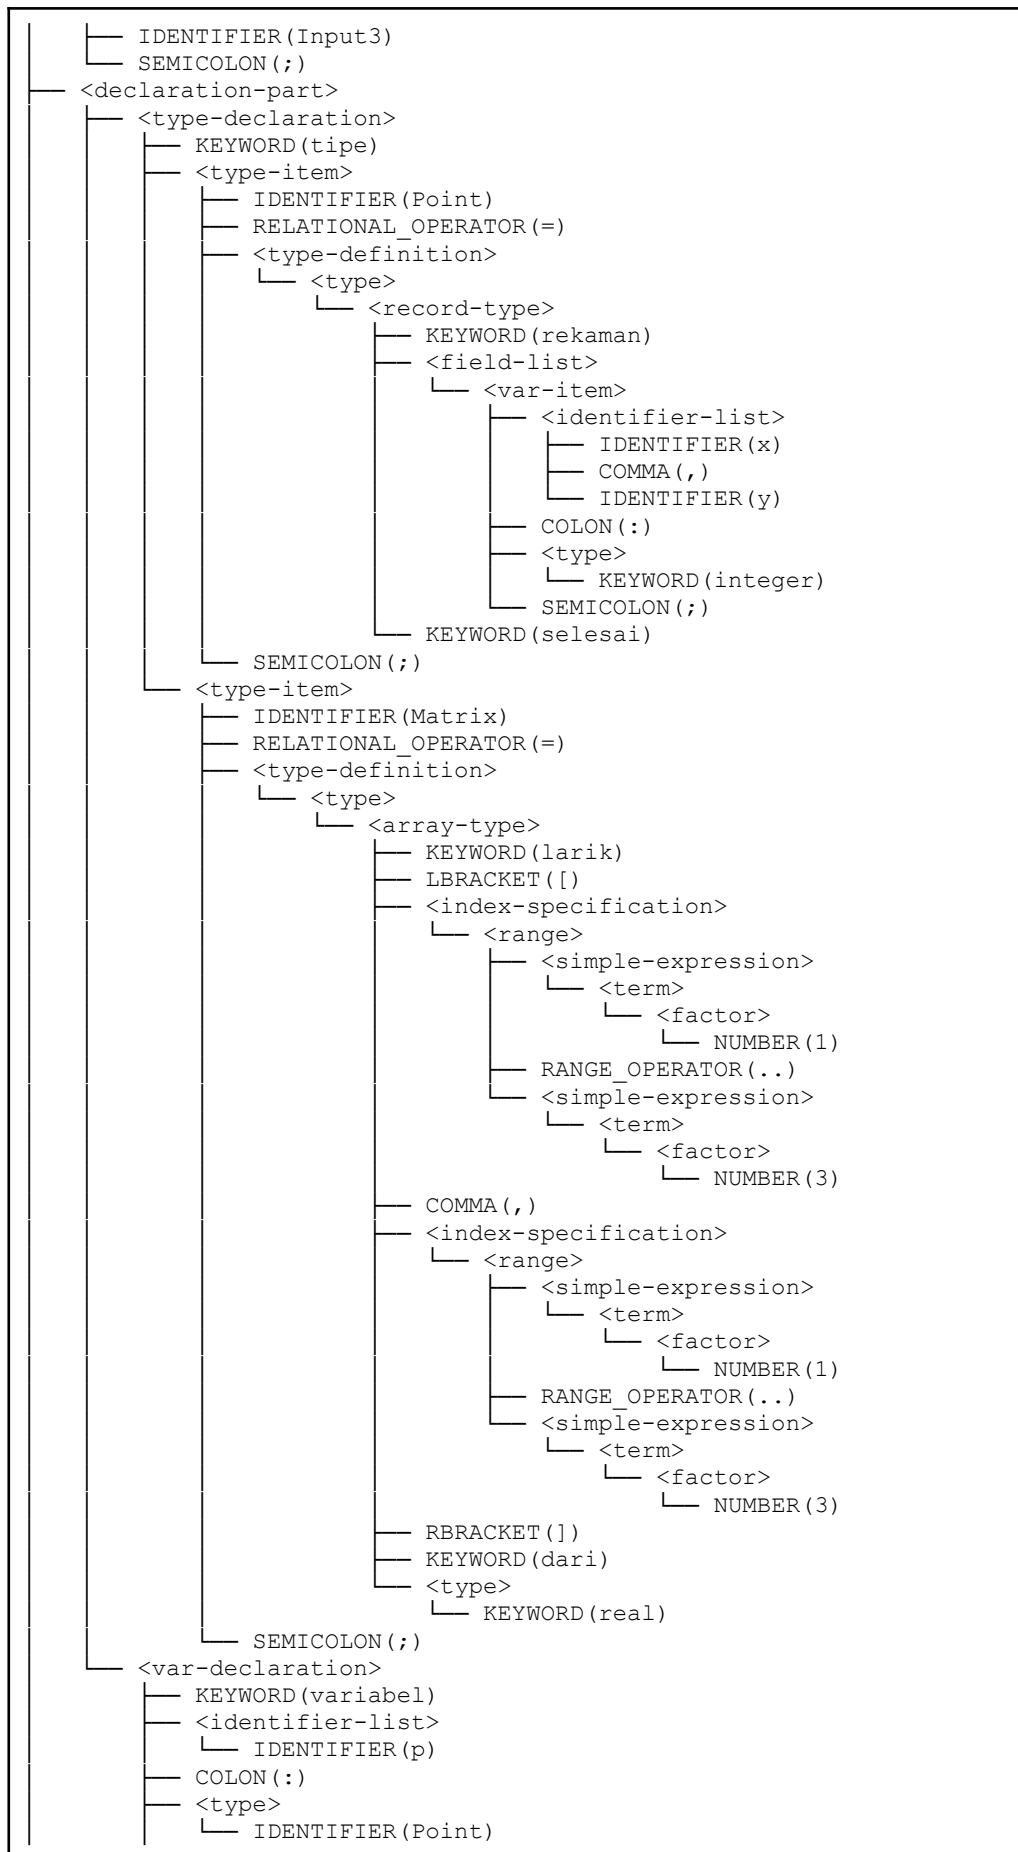 │   ├── IDENTIFIER(Input3)
│   └── SEMICOLON(;)
├── <declaration-part>
│   ├── <type-declaration>
│   │   ├── KEYWORD(tipe)
│   │   ├── <type-item>
│   │   │   ├── IDENTIFIER(Point)
│   │   │   ├── RELATIONAL_OPERATOR(=)
│   │   │   ├── <type-definition>
│   │   │   │   └── <type>
│   │   │   │       └── <record-type>
│   │   │   │           ├── KEYWORD(rekaman)
│   │   │   │           ├── <field-list>
│   │   │   │           │   └── <var-item>
│   │   │   │           │       ├── <identifier-list>
│   │   │   │           │       │   ├── IDENTIFIER(x)
│   │   │   │           │       │   ├── COMMA(,)
│   │   │   │           │       │   └── IDENTIFIER(y)
│   │   │   │           │       ├── COLON(:)
│   │   │   │           │       ├── <type>
│   │   │   │           │       │   └── KEYWORD(integer)
│   │   │   │           │       └── SEMICOLON(;)
│   │   │   │           └── KEYWORD(selesai)
│   │   │   └── SEMICOLON(;)
│   │   └── <type-item>
│   │       ├── IDENTIFIER(Matrix)
│   │       ├── RELATIONAL_OPERATOR(=)
│   │       ├── <type-definition>
│   │       │   └── <type>
│   │       │       └── <array-type>
│   │       │           ├── KEYWORD(larik)
│   │       │           ├── LBRACKET([)
│   │       │           ├── <index-specification>
│   │       │           │   └── <range>
│   │       │           │       ├── <simple-expression>
│   │       │           │       │   └── <term>
│   │       │           │       │       └── <factor>
│   │       │           │       │           └── NUMBER(1)
│   │       │           │       ├── RANGE_OPERATOR(..)
│   │       │           │       └── <simple-expression>
│   │       │           │           └── <term>
│   │       │           │               └── <factor>
│   │       │           │                   └── NUMBER(3)
│   │       │           ├── COMMA(,)
│   │       │           ├── <index-specification>
│   │       │           │   └── <range>
│   │       │           │       ├── <simple-expression>
│   │       │           │       │   └── <term>
│   │       │           │       │       └── <factor>
│   │       │           │       │           └── NUMBER(1)
│   │       │           │       ├── RANGE_OPERATOR(..)
│   │       │           │       └── <simple-expression>
│   │       │           │           └── <term>
│   │       │           │               └── <factor>
│   │       │           │                   └── NUMBER(3)
│   │       │           ├── RBRACKET(])
│   │       │           ├── KEYWORD(dari)
│   │       │           └── <type>
│   │       │               └── KEYWORD(real)
│   │       └── SEMICOLON(;)
│   └── <var-declaration>
│       ├── KEYWORD(variabel)
│       ├── <identifier-list>
│       │   └── IDENTIFIER(p)
│       ├── COLON(:)
│       ├── <type>
│       │   └── IDENTIFIER(Point)